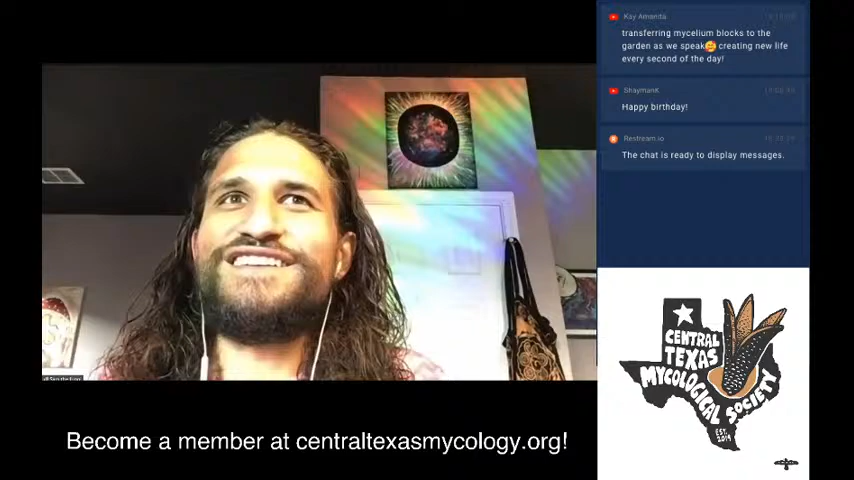 Kay Amanita
transferring mycelium blocks to the
garden as we speak🥰 creating new life
every second of the day!
ShaymanK
Happy birthday!
Restream.io
The chat is ready to display messages.
CENTRAL
TEXAS
MYCOLOGICAL
SOCIETY
EST.
2019
Become a member at centraltexasmycology.org!